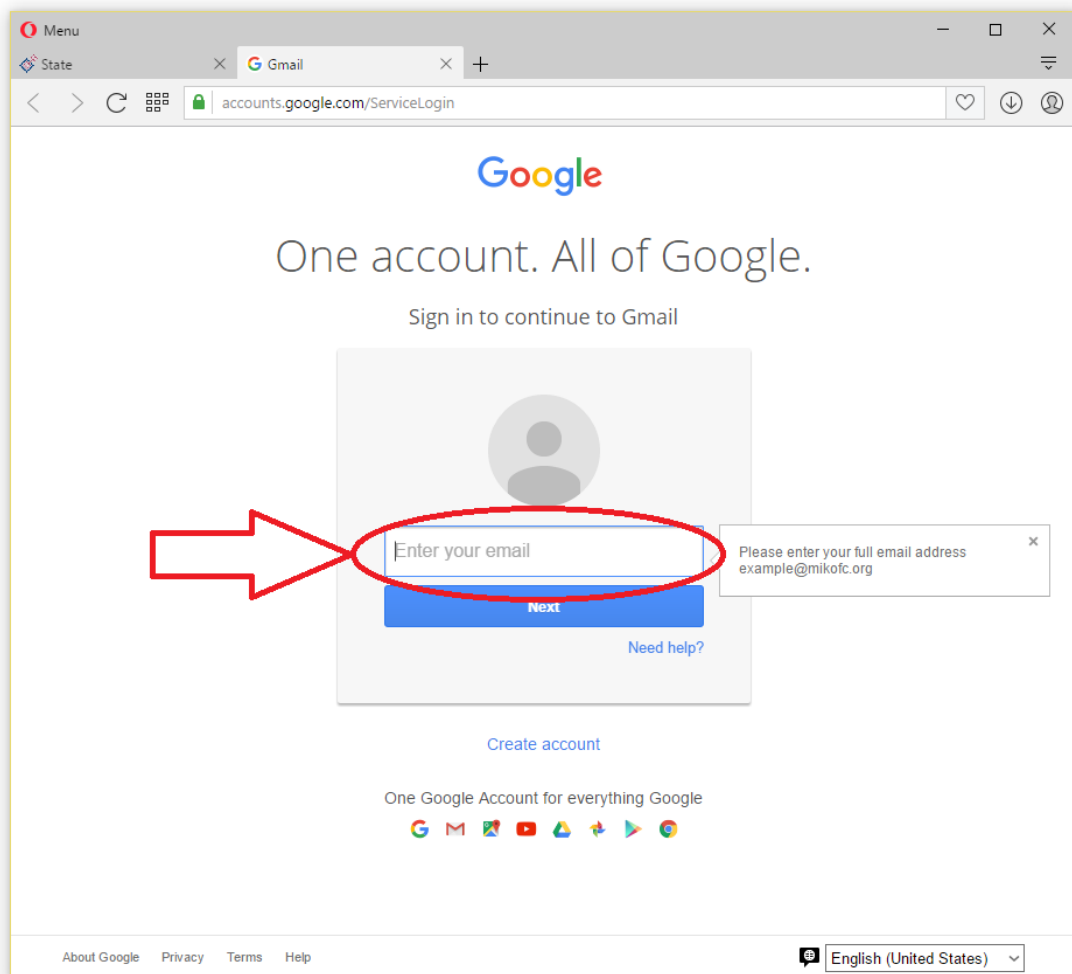 Menu
State
Gmail
accounts.google.com/ServiceLogin
Google
One account. All of Google.
Sign in to continue to Gmail
Enter your email
Please enter your full email address
example@mikofc.org
Next
Need help?
Create account
One Google Account for everything Google
About Google Privacy Terms Help English (United States)